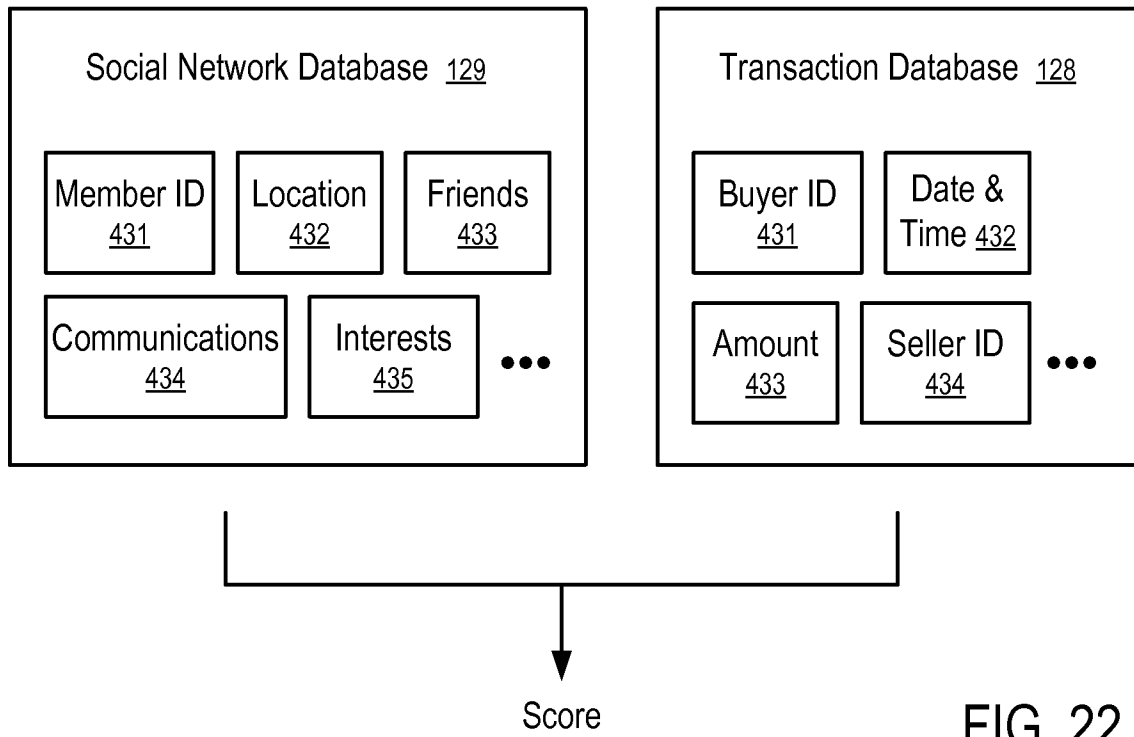 Social Network Database 129
Member ID
431
Location
432
Friends
433
Communications
434
Interests
435
•••
Transaction Database 128
Buyer ID
431
Date &
Time 432
Amount
433
Seller ID
434
•••
Score
FIG. 22